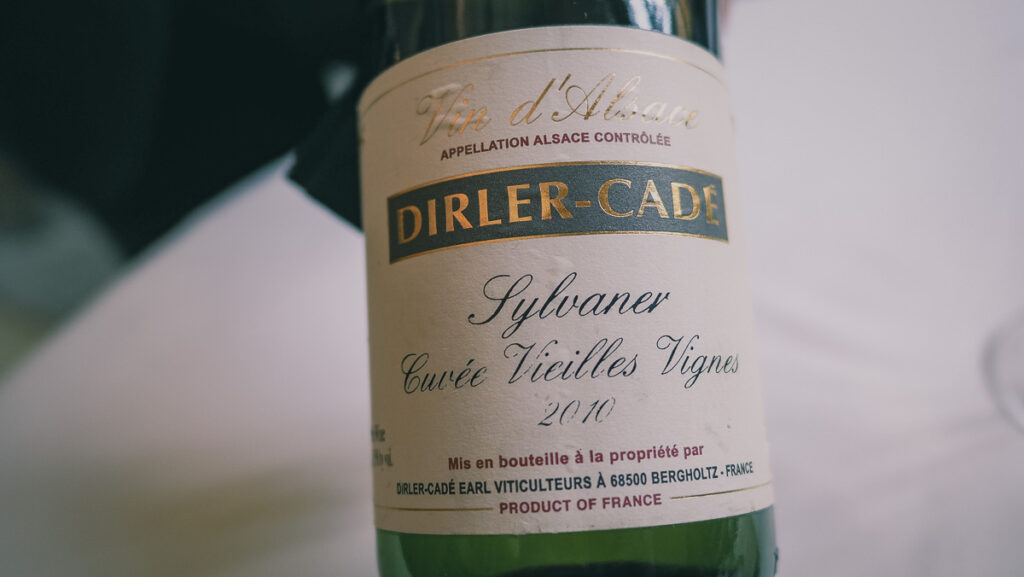 Vin d'Alsace
APPELLATION ALSACE CONTRÔLÉE
DIRLER-CADÉ
Sylvaner
Cuvée Vieilles Vignes
2010
Mis en bouteille à la propriété par
DIRLER-CADÉ EARL VITICULTEURS À 68500 BERGHOLTZ - FRANCE
PRODUCT OF FRANCE